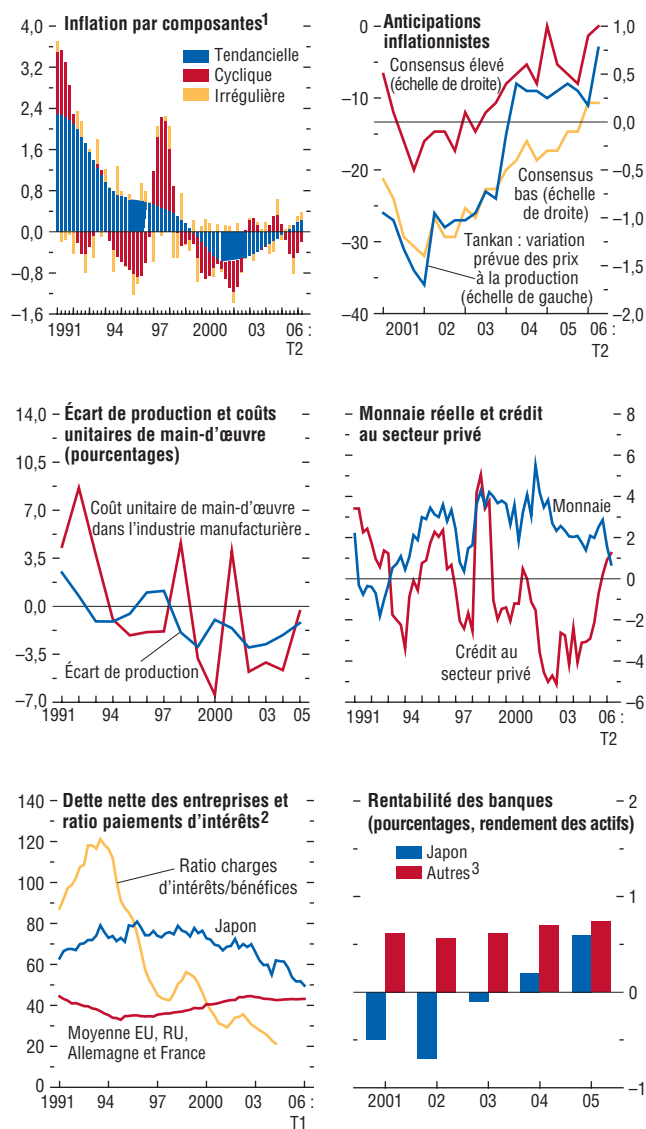 Inflation par composantes1
4,0
3,2
2,4
1,6
0,8
0,0
–0,8
–1,6
Tendancielle
Cyclique
Irrégulière
1991 94 97 2000 03 06 :
T2
Anticipations
inflationnistes
Consensus élevé
(échelle de droite)
–0
–10
–20
–30
–40
1,0
0,5
0,0
–0,5
–1,0
–1,5
–2,0
Consensus
bas (échelle
de droite)
Tankan : variation
prévue des prix
à la production
(échelle de gauche)
2001 02 03 04 05 06
T2
Écart de production et coûts
unitaires de main-d’œuvre
(pourcentages)
14,0
10,5
7,0
3,5
0,0
–3,5
–7,0
Coût unitaire de main-d’œuvre
dans l’industrie manufacturière
Écart de production
1991 94 97 2000 03 05
Monnaie réelle et crédit
au secteur privé
8
6
4
2
0
–2
–4
–6
Monnaie
Crédit au
secteur privé
1991 94 97 2000 03 06 :
T2
Dette nette des entreprises et
ratio paiements d’intérêts2
140
120
100
80
60
40
20
0
Ratio charges
d’intérêts/bénéfices
Japon
Moyenne EU, RU,
Allemagne et France
1991 94 97 2000 03 06 :
T1
Rentabilité des banques
(pourcentages, rendement des actifs)
Japon
Autres3
2
1
0
–1
2001 02 03 04 05